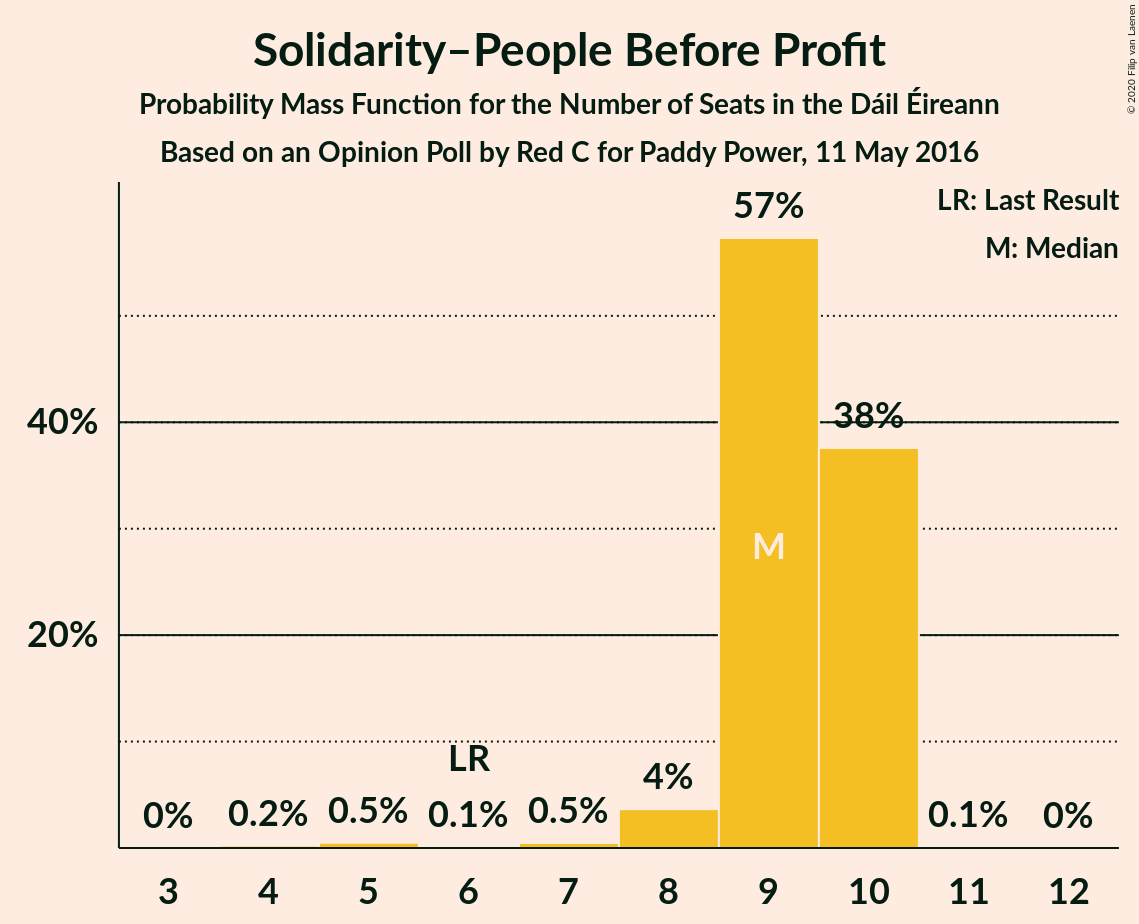 Solidarity–People Before Profit
Probability Mass Function for the Number of Seats in the Dáil Éireann
Based on an Opinion Poll by Red C for Paddy Power, 11 May 2016
© 2020 Filip van Laenen
LR: Last Result
M: Median
57%
40%
38%
M
20%
LR
4%
0%
0.2%
0.5%
0.1%
0.5%
0.1%
0%
3 4 5 6 7 8 9 10 11 12